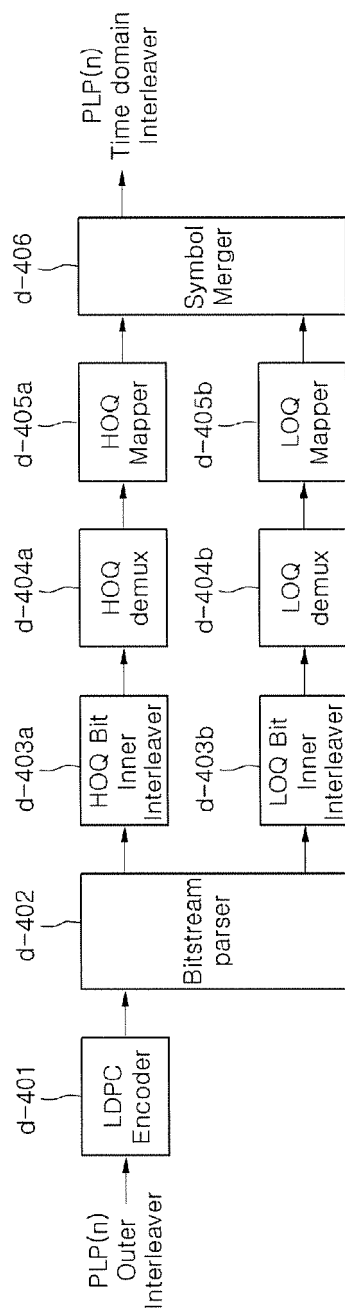 PLP(n)
Outer
Interleaver
d-401
LDPC
Encoder
d-402
Bitstream
parser
d-403a
HOQ Bit
Inner
Interleaver
d-404a
HOQ
demux
d-405a
HOQ
Mapper
d-403b
LOQ Bit
Inner
Interleaver
d-404b
LOQ
demux
d-405b
LOQ
Mapper
d-406
Symbol
Merger
PLP(n)
Time domain
Interleaver